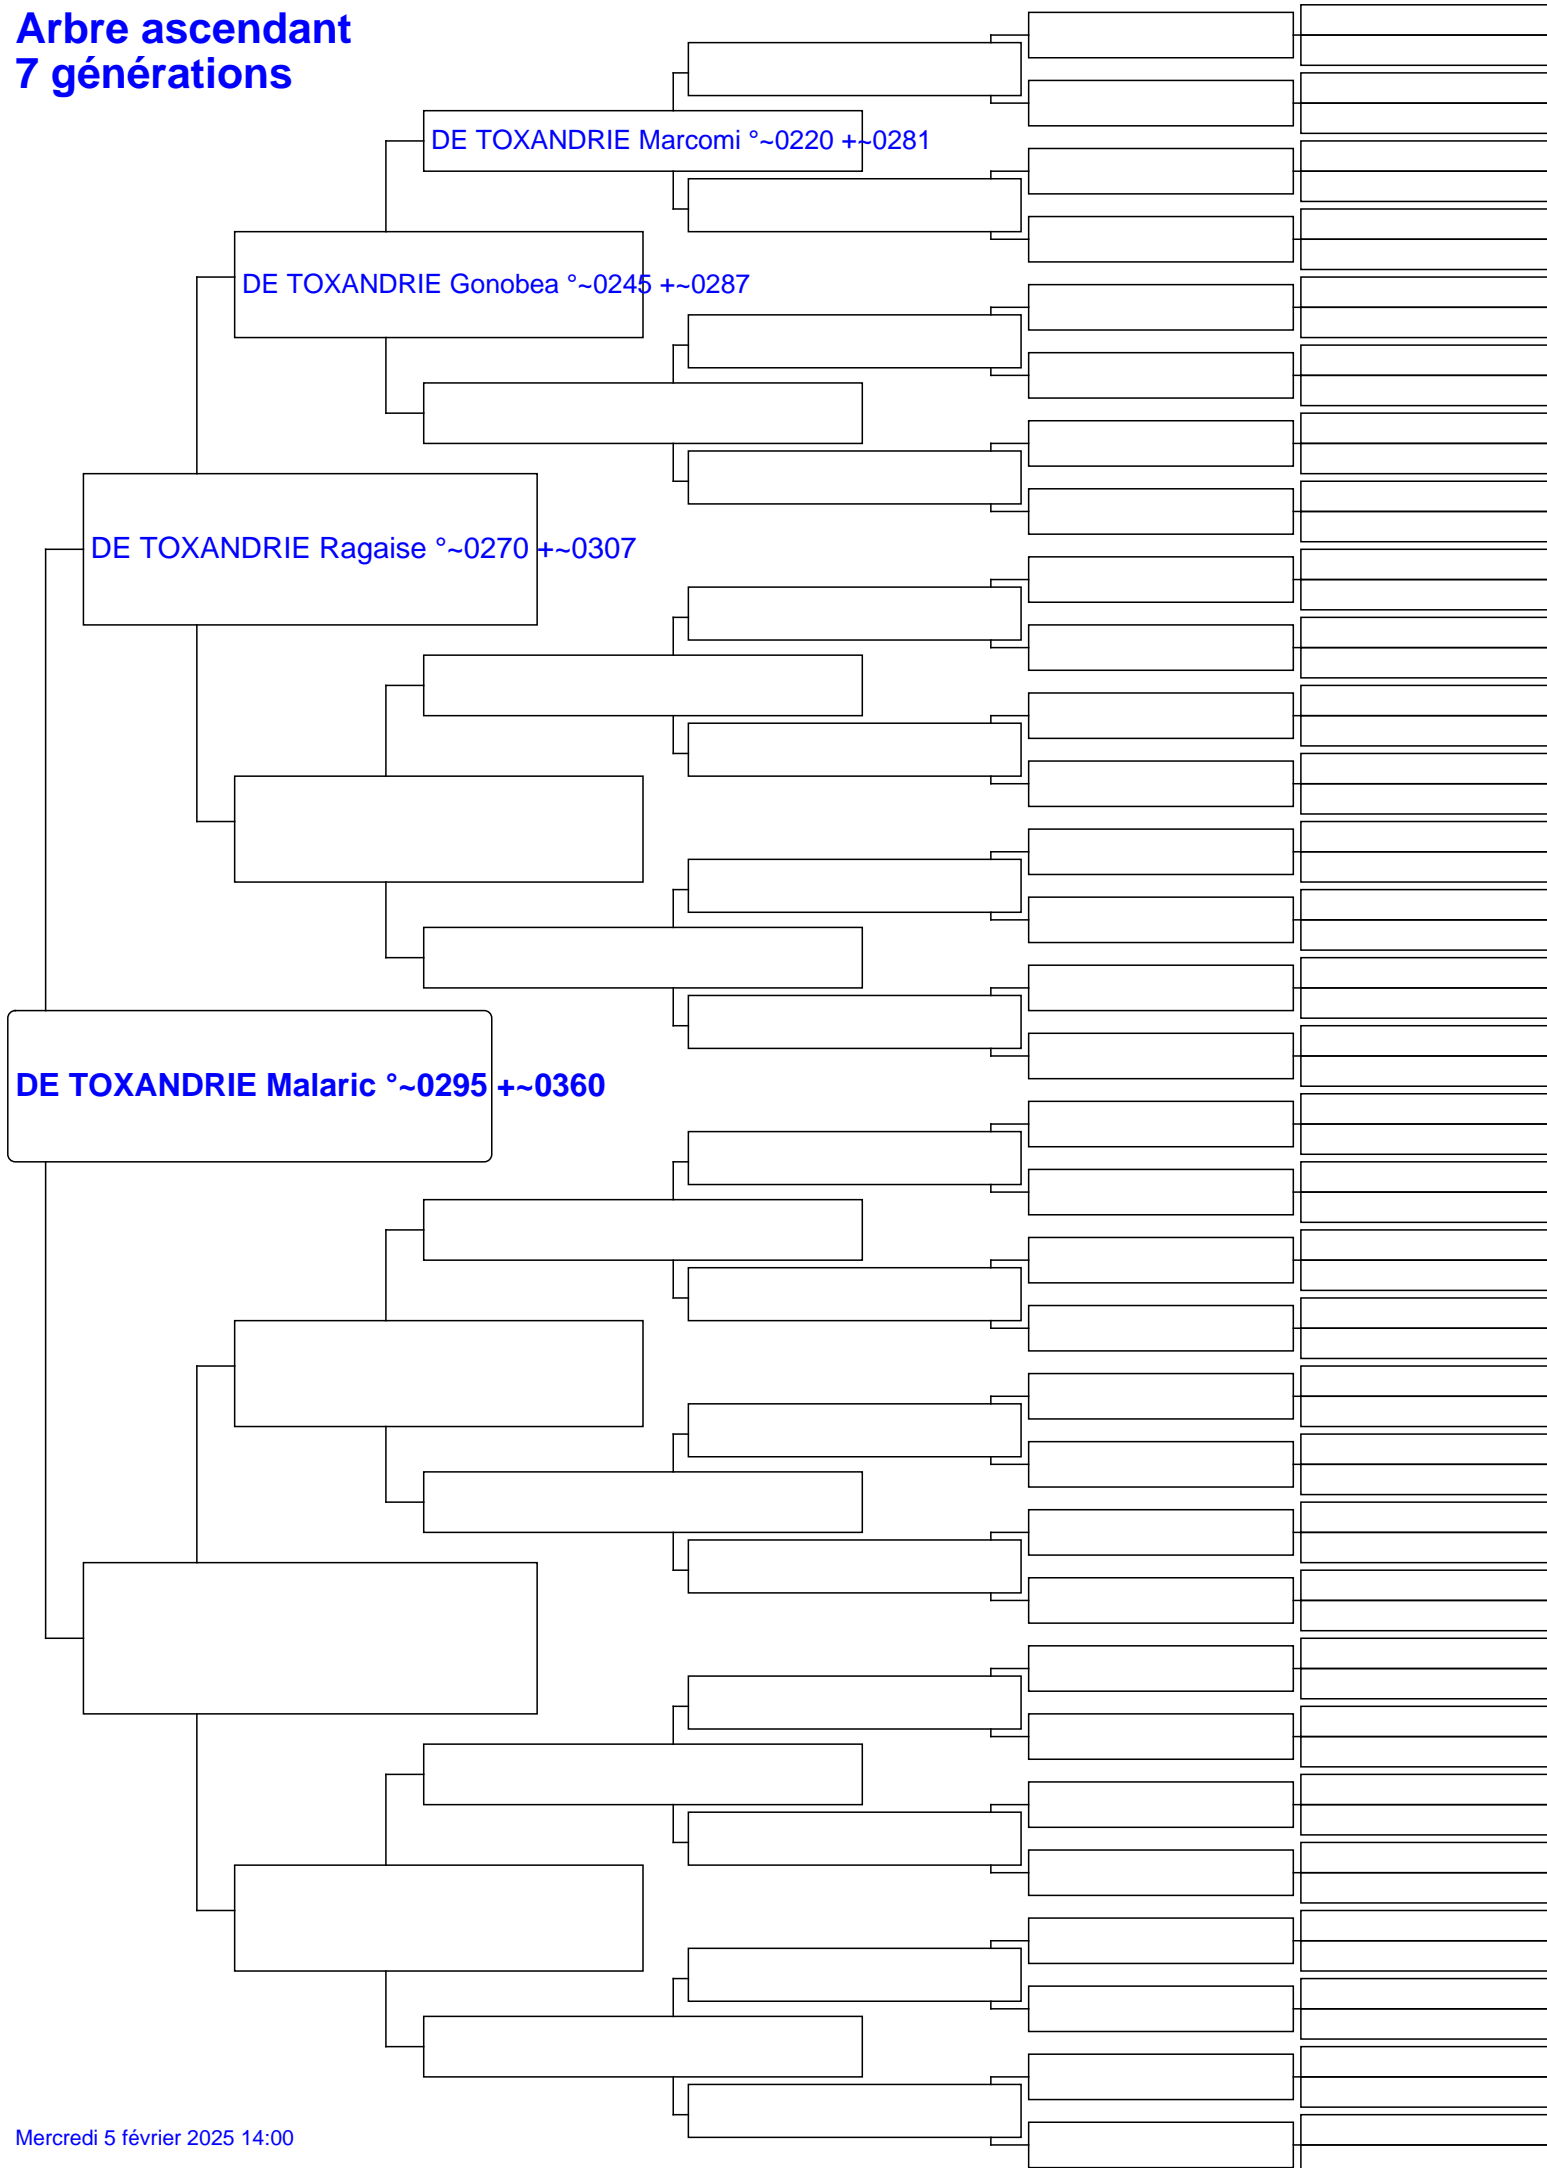 Arbre ascendant
7 générations
DE TOXANDRIE Marcomi °~0220 +~0281
DE TOXANDRIE Gonobea °~0245 +~0287
DE TOXANDRIE Ragaise °~0270 +~0307
DE TOXANDRIE Malaric °~0295 +~0360
Mercredi 5 février 2025 14:00